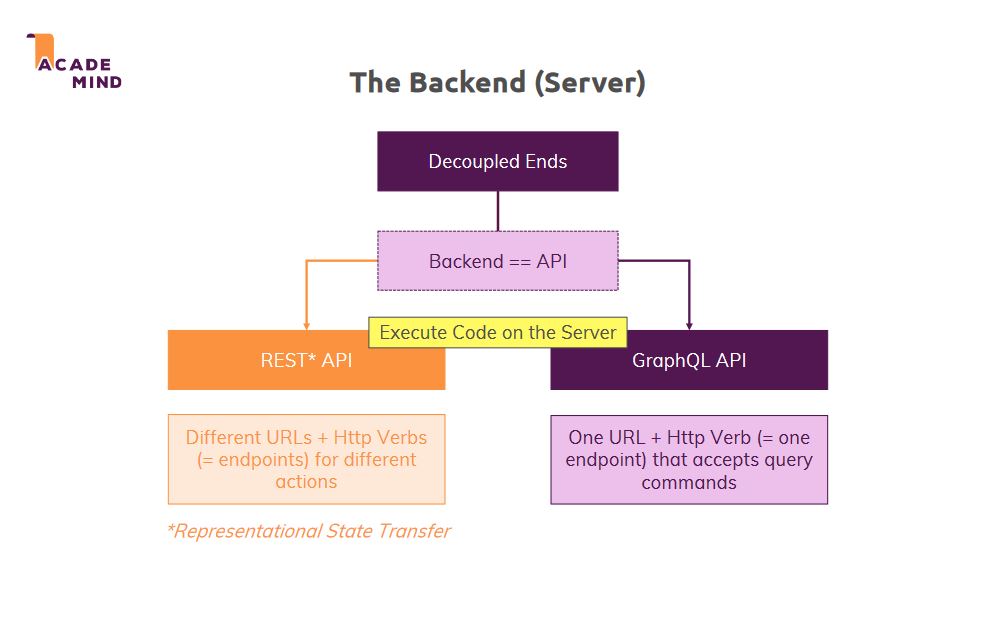 ACADE
MIND
The Backend (Server)
Decoupled Ends
Backend == API
Execute Code on the Server
REST* API
GraphQL API
Different URLs + Http Verbs
(= endpoints) for different
actions
One URL + Http Verb (= one
endpoint) that accepts query
commands
*Representational State Transfer